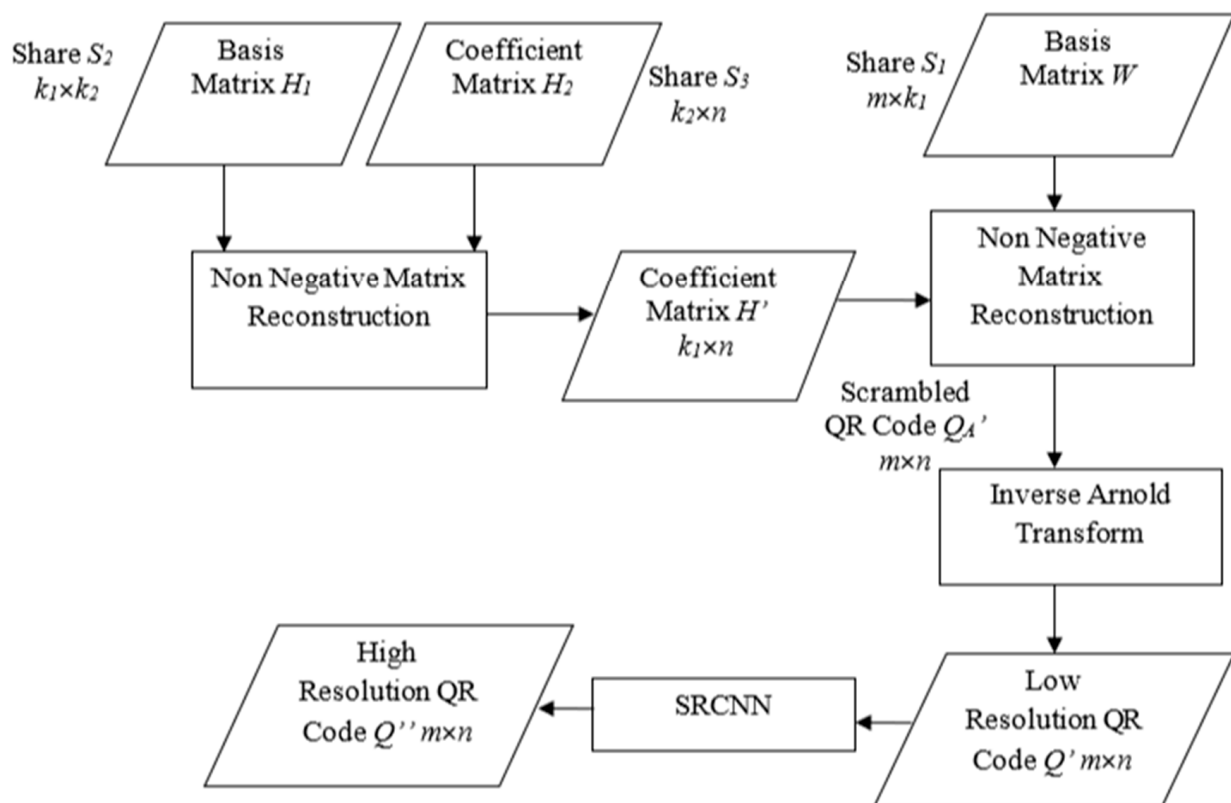 Share S₂
k₁×k₂
Basis
Matrix H₁
Coefficient
Matrix H₂
Share S₃
k₂×n
Share S₁
m×k₁
Basis
Matrix W
Non Negative Matrix
Reconstruction
Coefficient
Matrix H’
k₁×n
Non Negative
Matrix
Reconstruction
Scrambled
QR Code Q_A’
m×n
Inverse Arnold
Transform
Low
Resolution QR
Code Q’ m×n
SRCNN
High
Resolution QR
Code Q’’ m×n